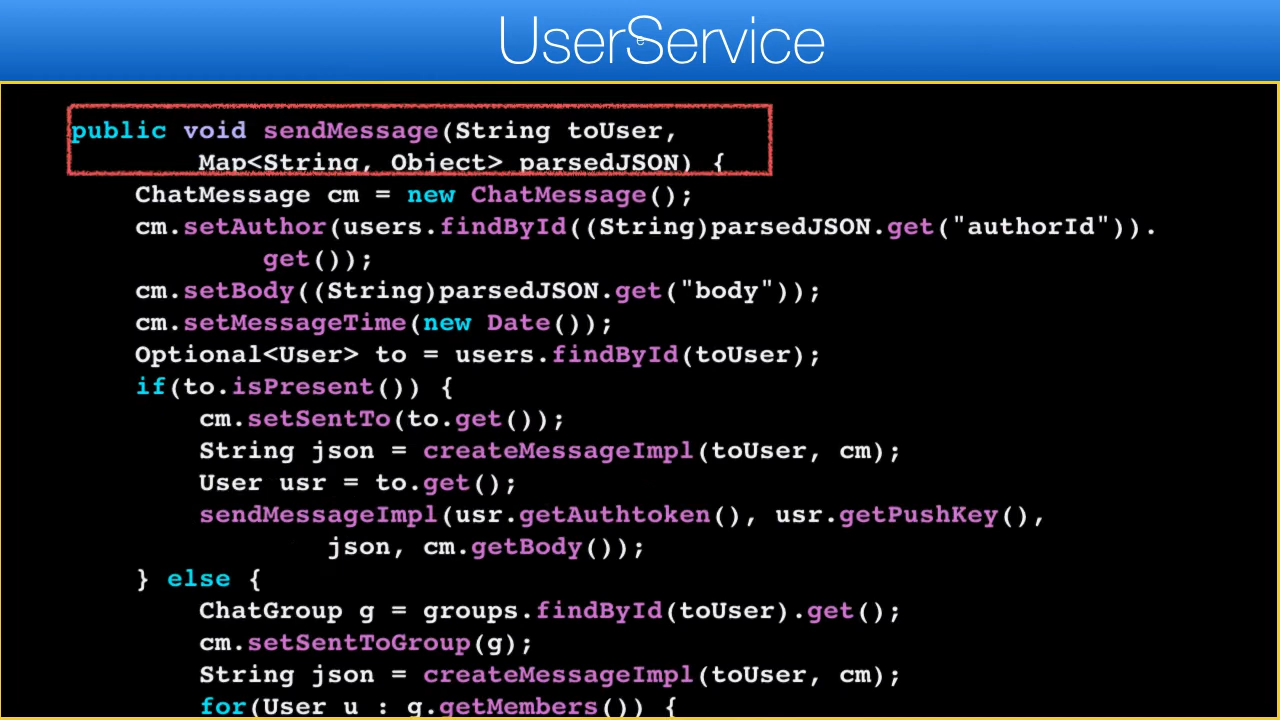 UserService
public void sendMessage(String toUser,
Map<String, Object> parsedJSON) {
ChatMessage cm = new ChatMessage();
cm.setAuthor(users.findById((String)parsedJSON.get("authorId")).
get());
cm.setBody((String)parsedJSON.get("body"));
cm.setMessageTime(new Date());
Optional<User> to = users.findById(toUser);
if(to.isPresent()) {
cm.setSentTo(to.get());
String json = createMessageImpl(toUser, cm);
User usr = to.get();
sendMessageImpl(usr.getAuthtoken(), usr.getPushKey(),
json, cm.getBody());
} else {
ChatGroup g = groups.findById(toUser).get();
cm.setSentToGroup(g);
String json = createMessageImpl(toUser, cm);
for(User u : g.getMembers()) {